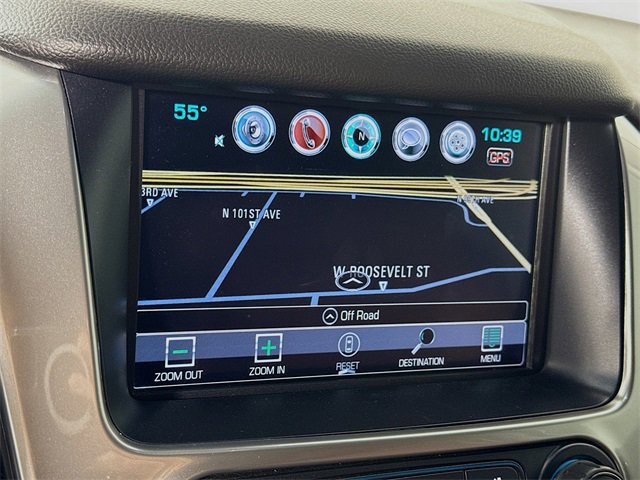 55°
N
10:39
GPS
3RD AVE
N 101ST AVE
AVE
W ROOSEVELT ST
Off Road
ZOOM OUT
ZOOM IN
RESET
DESTINATION
MENU